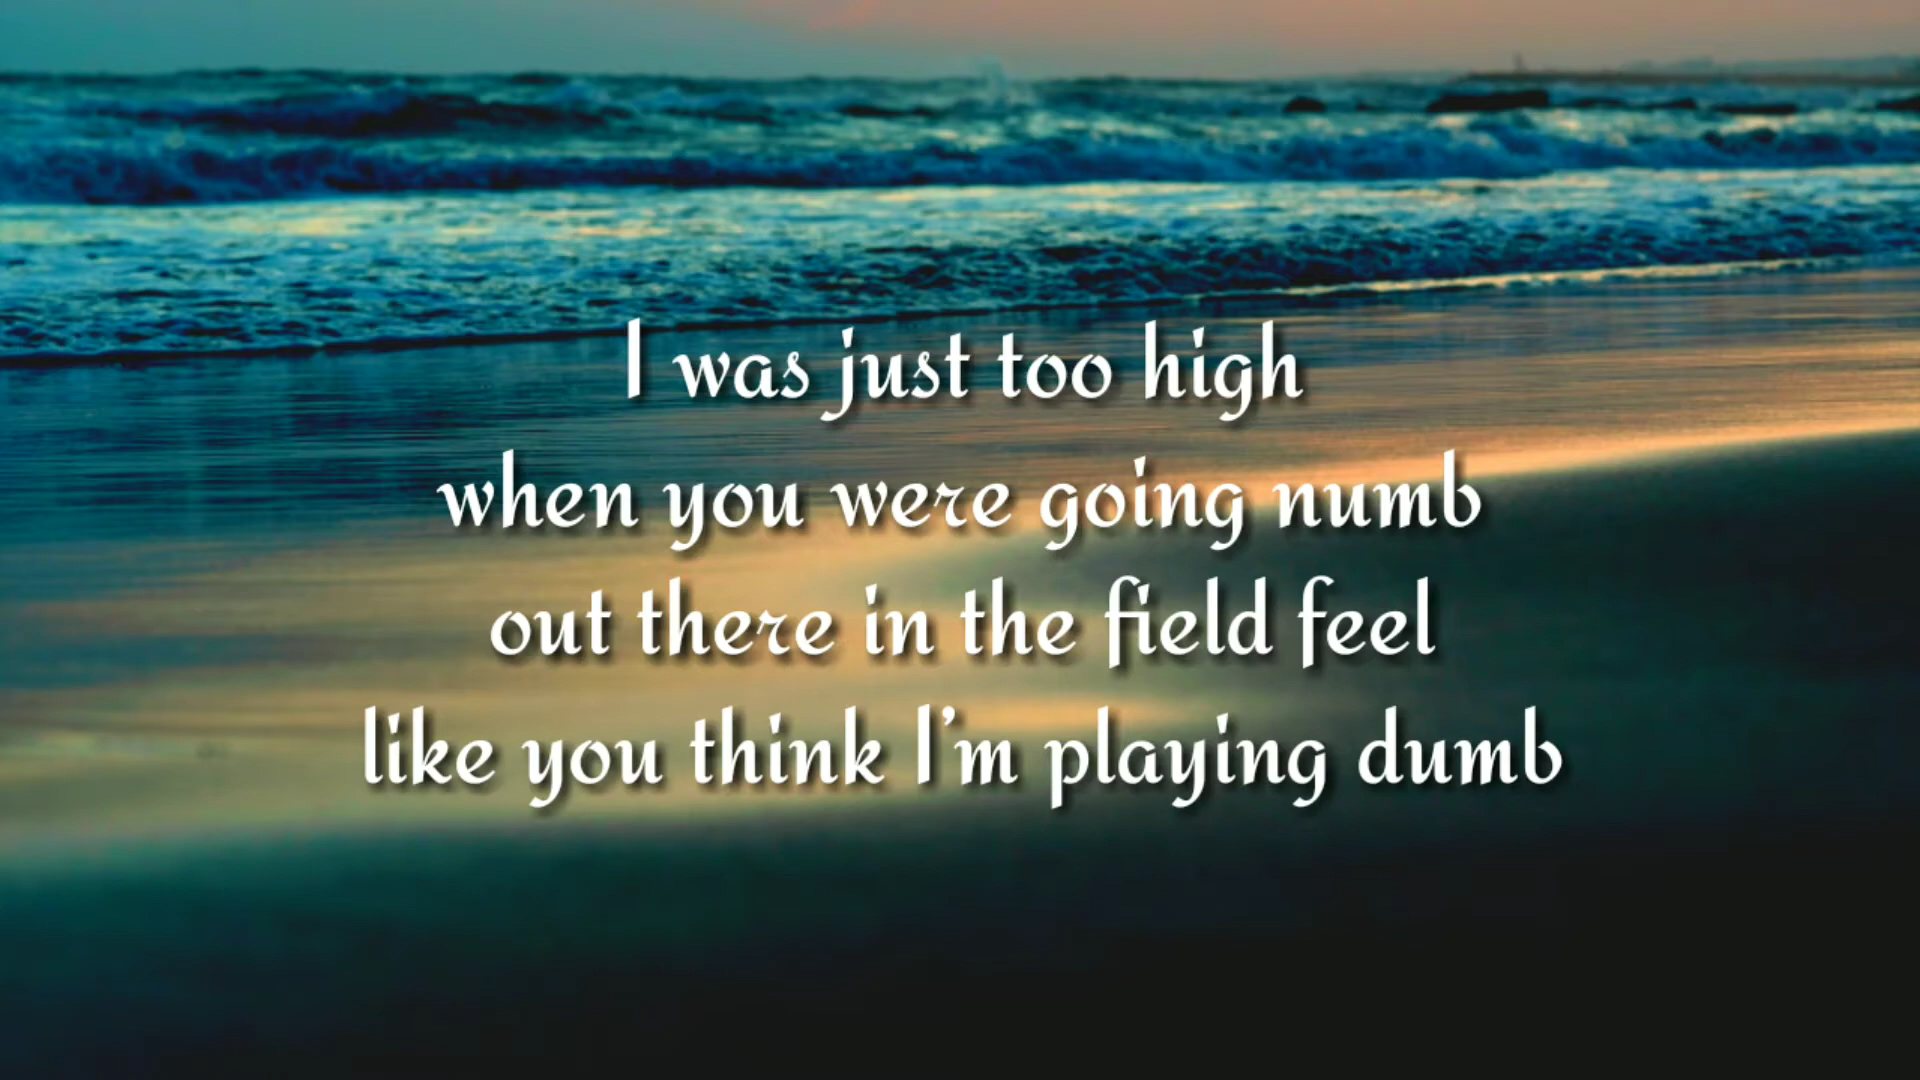 I was just too high
when you were going numb
out there in the field feel
like you think I'm playing dumb